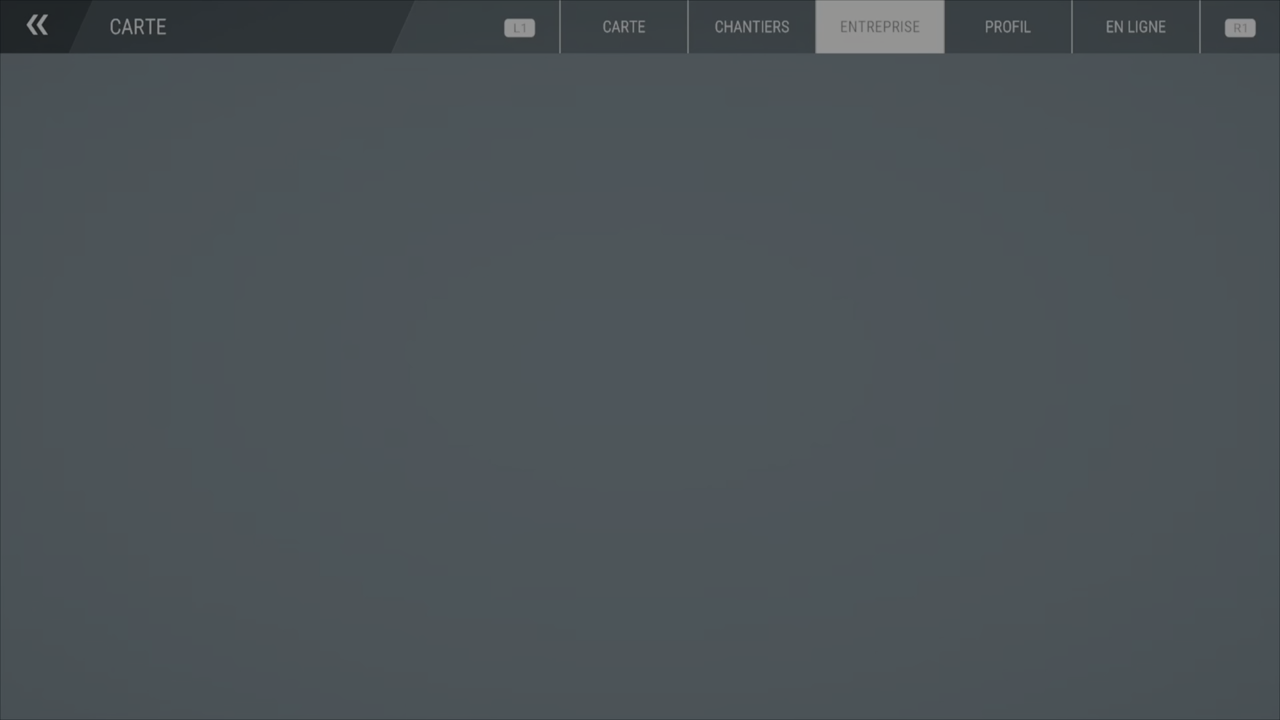 CARTE
L1
CARTE
CHANTIERS
ENTREPRISE
PROFIL
EN LIGNE
R1